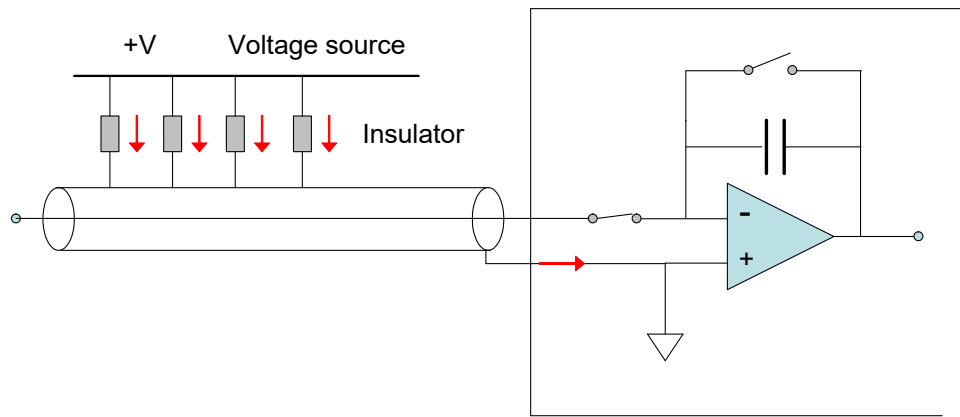 +V
Voltage source
Insulator
-
+